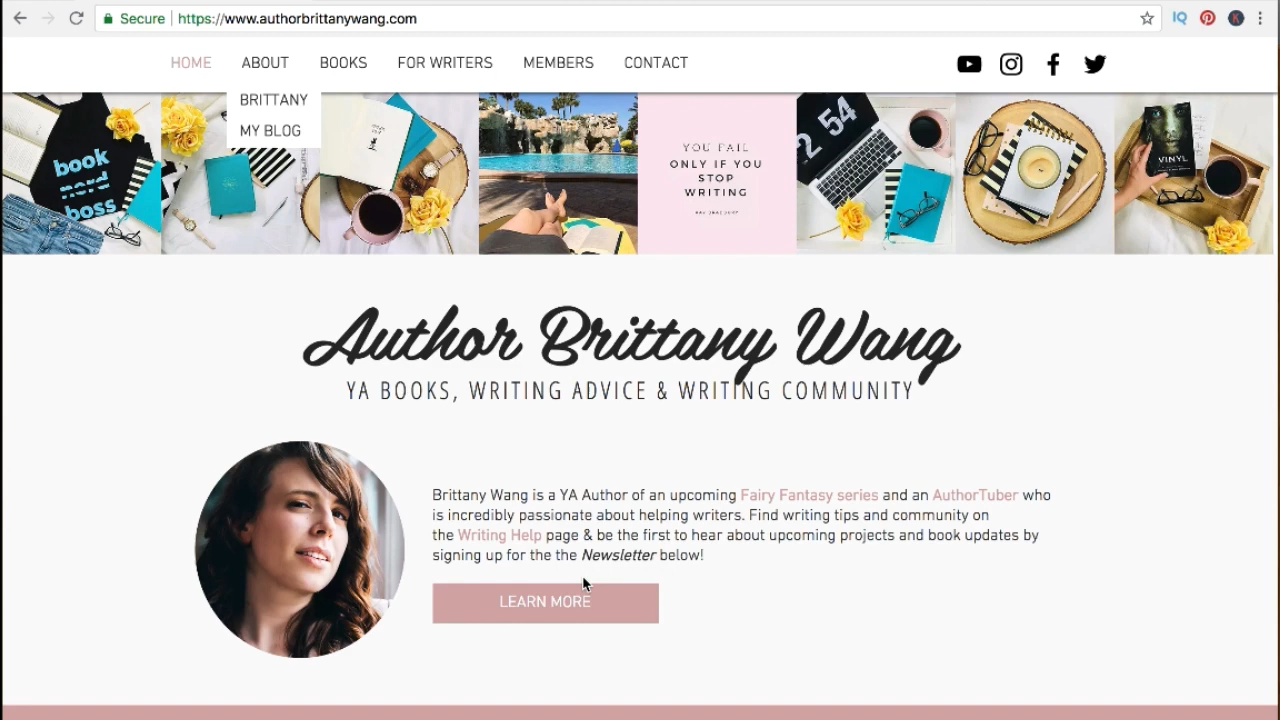 Secure https://www.authorbrittanywang.com
HOME ABOUT BOOKS FOR WRITERS MEMBERS CONTACT
BRITTANY
MY BLOG
book
nerd
boss
2 54
YOU FAIL
ONLY IF YOU
STOP
WRITING
RAY BRADBURY
VINYL
Author Brittany Wang
YA BOOKS, WRITING ADVICE & WRITING COMMUNITY
Brittany Wang is a YA Author of an upcoming Fairy Fantasy series and an AuthorTuber who
is incredibly passionate about helping writers. Find writing tips and community on
the Writing Help page & be the first to hear about upcoming projects and book updates by
signing up for the the Newsletter below!
LEARN MORE